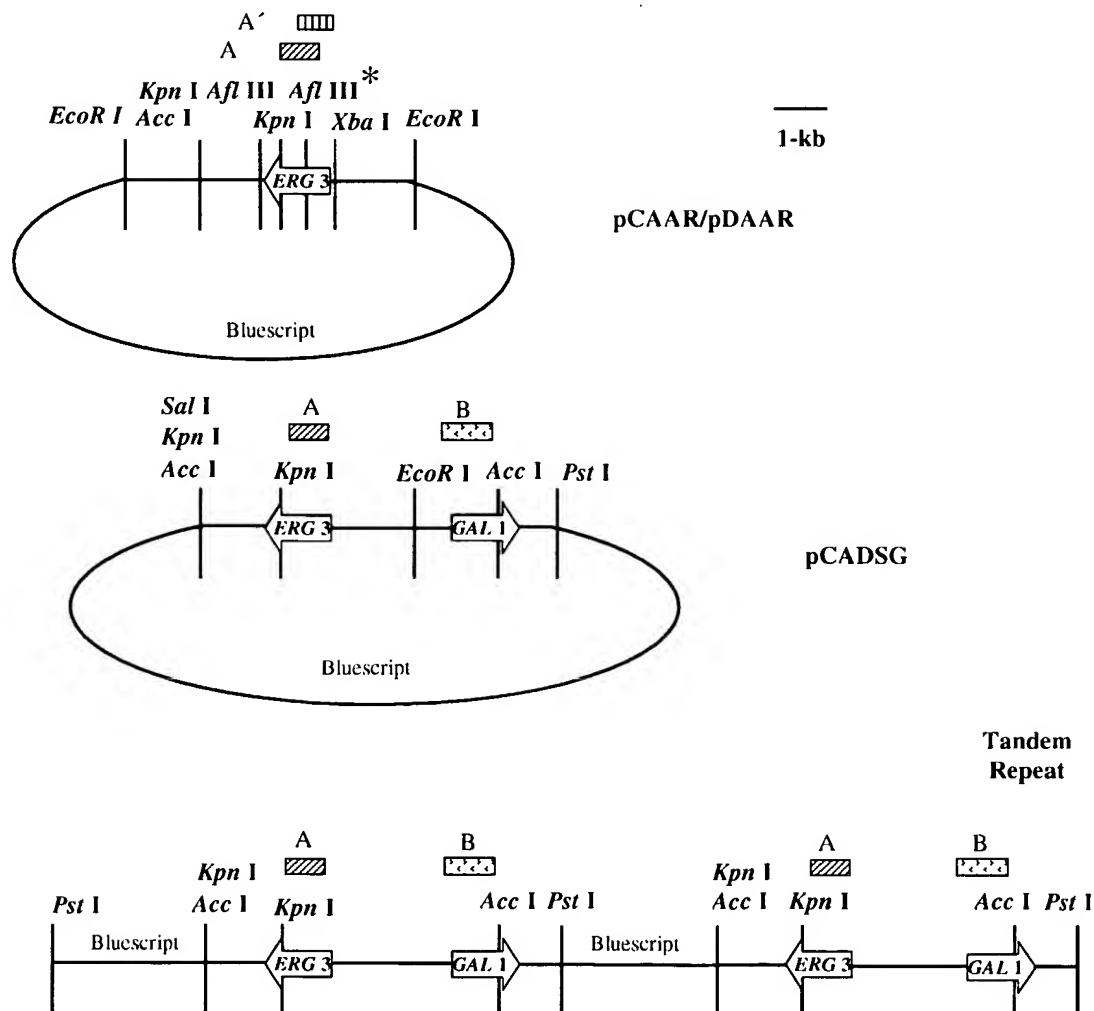 A´
A
Kpn I Afl III Afl III*
EcoR I Acc I Kpn I Xba I EcoR I
ERG 3
1-kb
pCAAR/pDAAR
Bluescript
Sal I
Kpn I A B
Acc I Kpn I EcoR I Acc I Pst I
ERG 3 GAL 1
pCADSG
Bluescript
Tandem
Repeat
A B A B
Kpn I Kpn I
Pst I Acc I Kpn I Acc I Pst I Acc I Kpn I Acc I Pst I
Bluescript ERG 3 GAL 1 Bluescript ERG 3 GAL 1